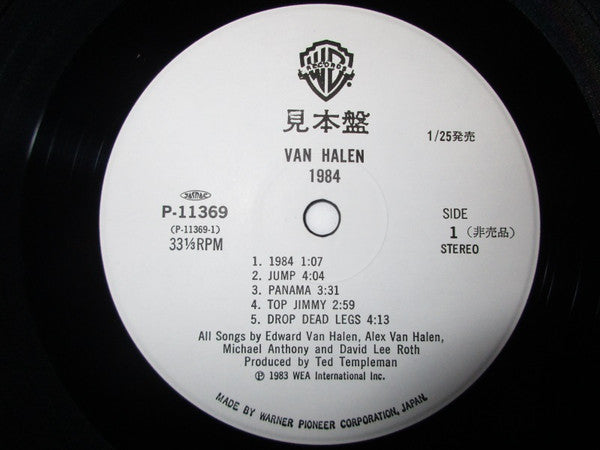 WB
RECORDS
見本盤
1/25発売
VAN HALEN
1984
JASRAC
P-11369
(P-11369-1)
33⅓RPM
SIDE
1 (非売品)
STEREO
1. 1984 1:07
2. JUMP 4:04
3. PANAMA 3:31
4. TOP JIMMY 2:59
5. DROP DEAD LEGS 4:13
All Songs by Edward Van Halen, Alex Van Halen,
Michael Anthony and David Lee Roth
Produced by Ted Templeman
℗ 1983 WEA International Inc.
MADE BY WARNER PIONEER CORPORATION, JAPAN.